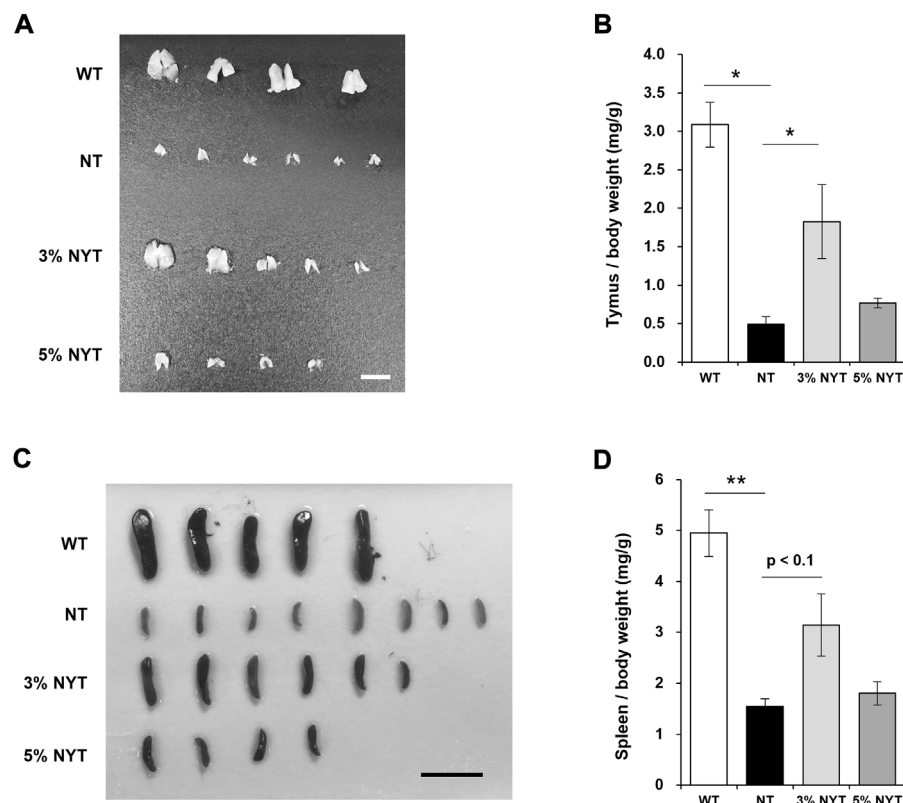 A
WT
NT
3% NYT
5% NYT
B
Tymus / body weight (mg/g)
4.0
3.5
3.0
2.5
2.0
1.5
1.0
0.5
0.0
*
*
WT NT 3% NYT 5% NYT
C
WT
NT
3% NYT
5% NYT
D
Spleen / body weight (mg/g)
6
5
4
3
2
1
0
**
p < 0.1
WT NT 3% NYT 5% NYT